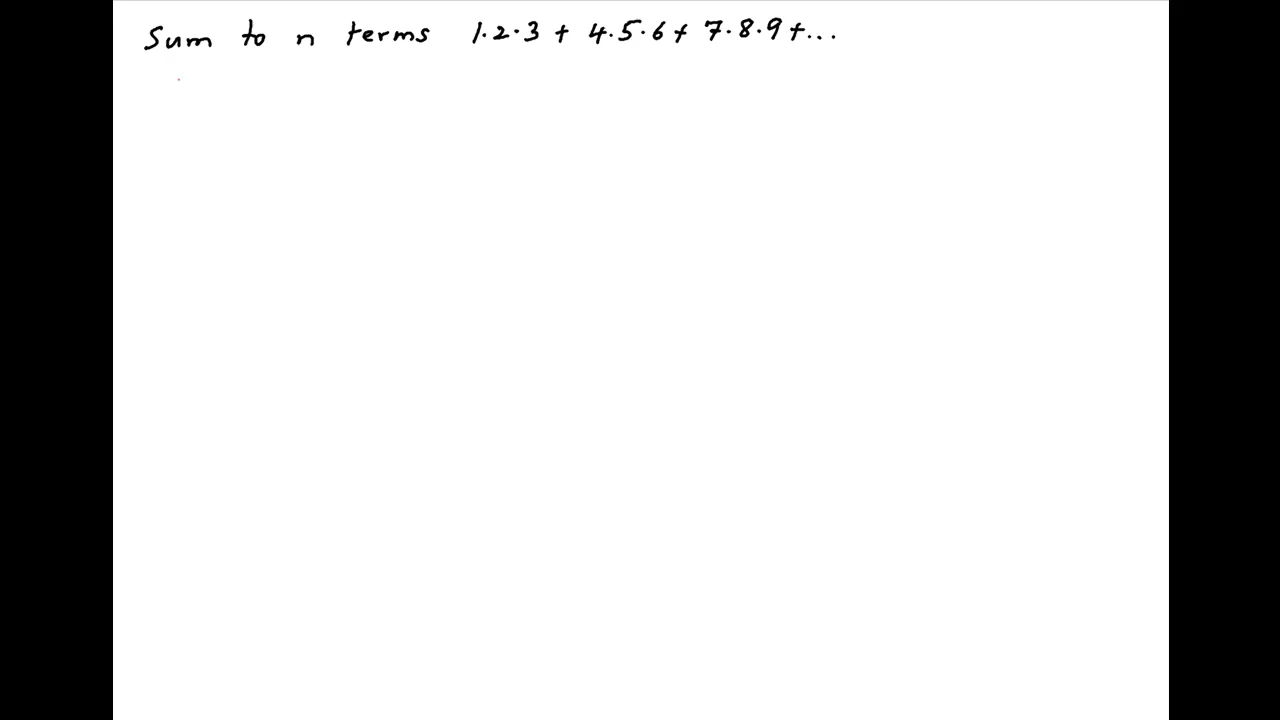 Sum to n terms 1.2.3 + 4.5.6 + 7.8.9 + ...